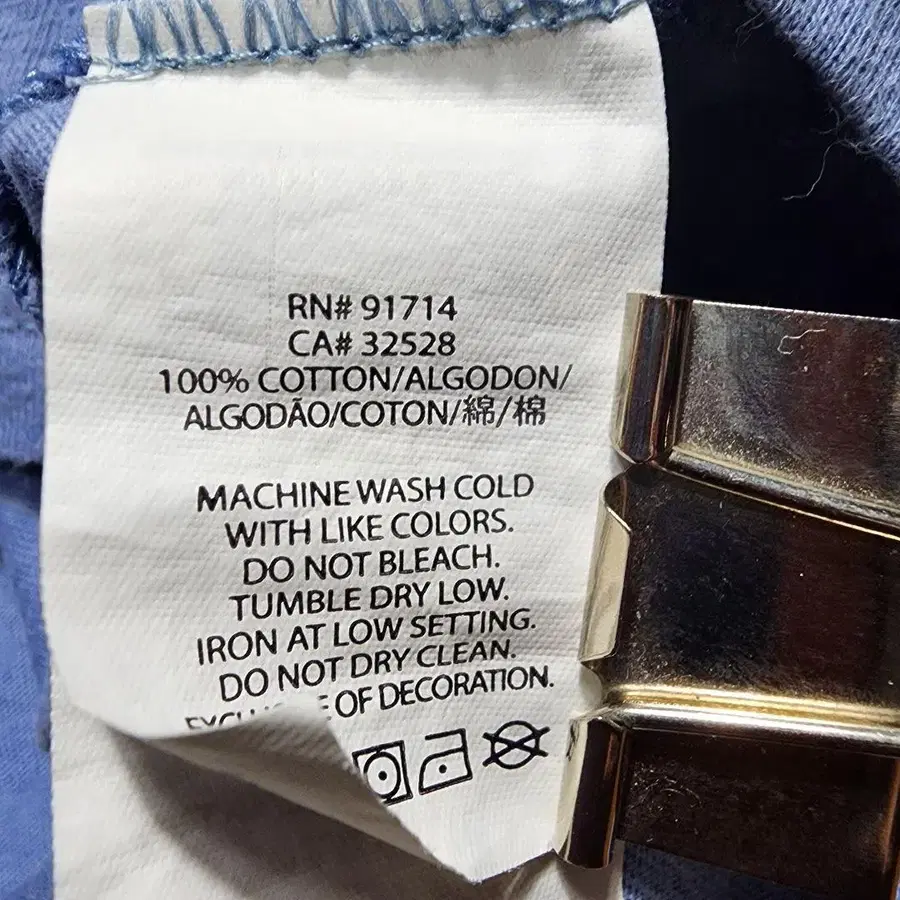 RN# 91714
CA# 32528
100% COTTON/ALGODON/
ALGODÃO/COTON/綿/棉
MACHINE WASH COLD
WITH LIKE COLORS.
DO NOT BLEACH.
TUMBLE DRY LOW.
IRON AT LOW SETTING.
DO NOT DRY CLEAN.
OF DECORATION.